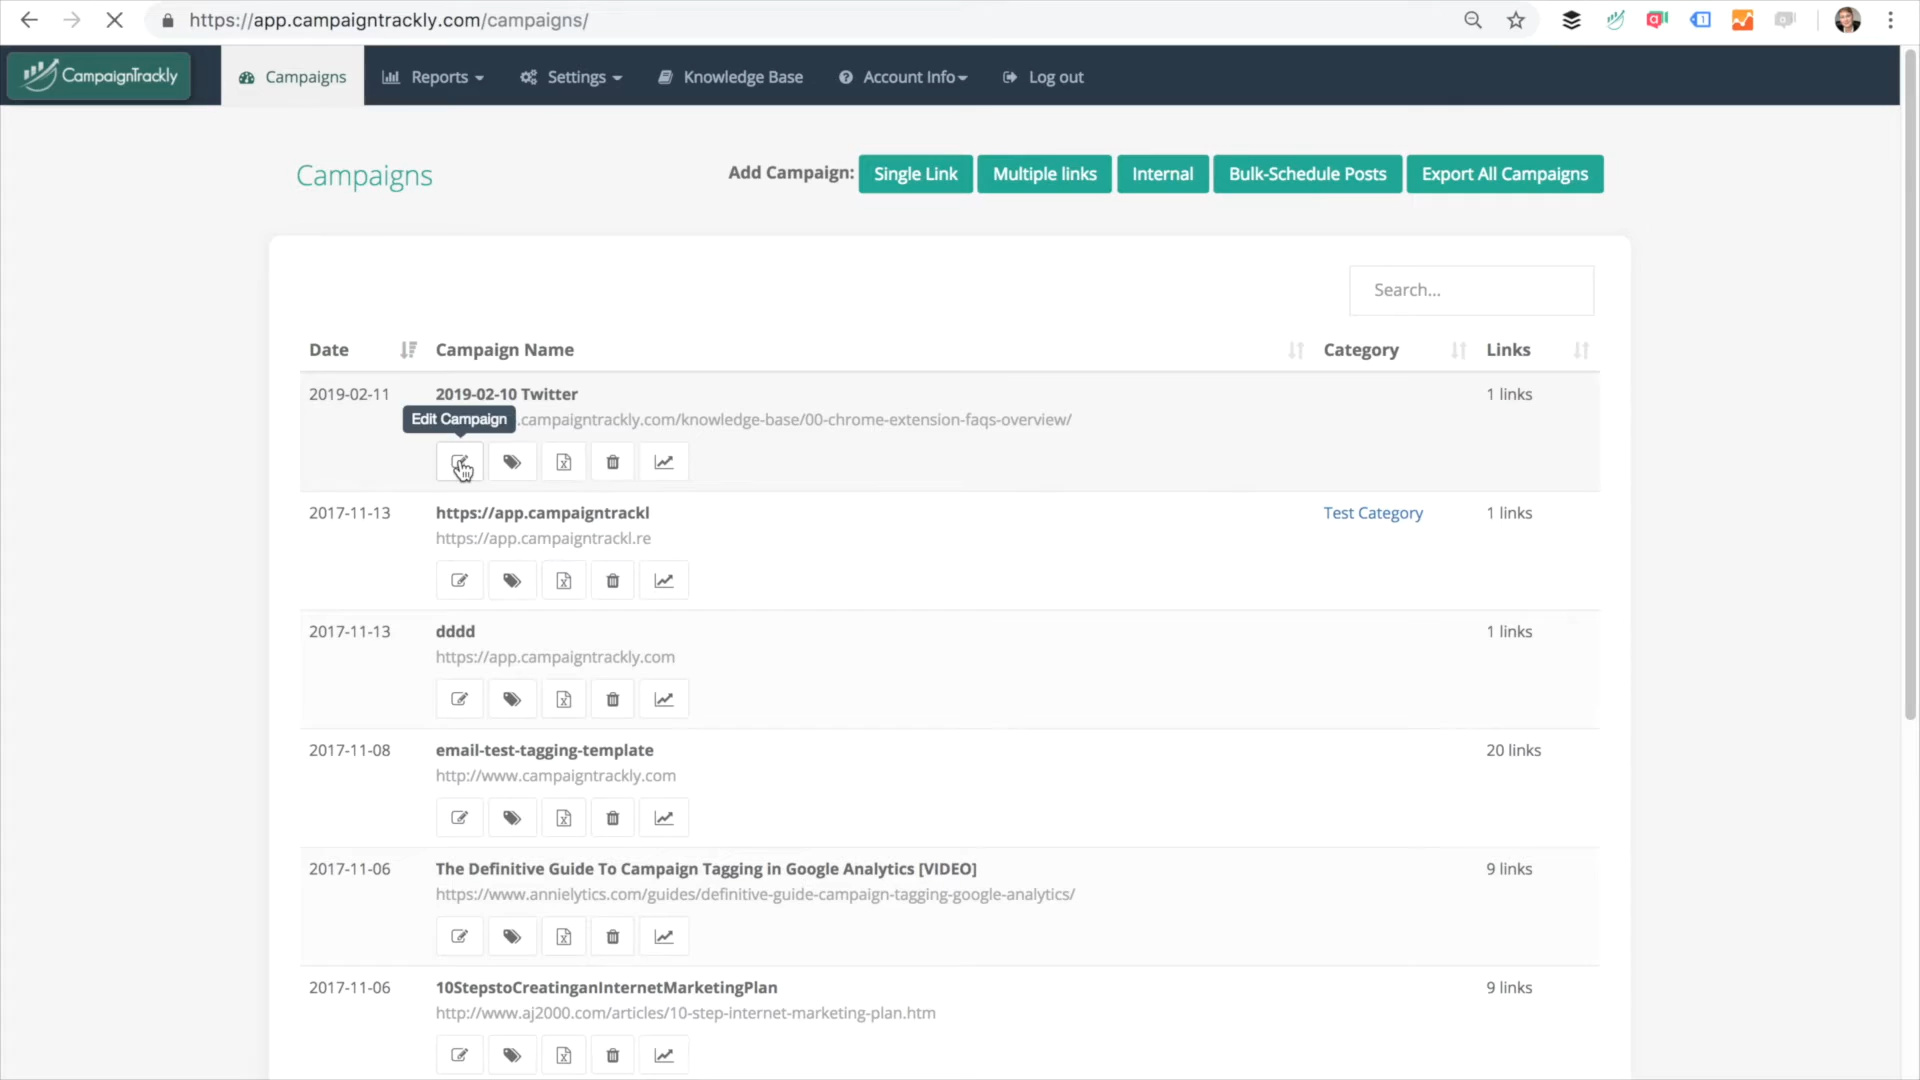 https://app.campaigntrackly.com/campaigns/
CampaignTrackly
Campaigns
Reports
Settings
Knowledge Base
Account Info
Log out
Campaigns
Add Campaign:
Single Link
Multiple links
Internal
Bulk-Schedule Posts
Export All Campaigns
Search...
Date
Campaign Name
Category
Links
2019-02-11
2019-02-10 Twitter
1 links
Edit Campaign
.campaigntrackly.com/knowledge-base/00-chrome-extension-faqs-overview/
2017-11-13
https://app.campaigntrackl
Test Category
1 links
https://app.campaigntrackl.re
2017-11-13
dddd
1 links
https://app.campaigntrackly.com
2017-11-08
email-test-tagging-template
20 links
http://www.campaigntrackly.com
2017-11-06
The Definitive Guide To Campaign Tagging in Google Analytics [VIDEO]
9 links
https://www.annielytics.com/guides/definitive-guide-campaign-tagging-google-analytics/
2017-11-06
10StepstoCreatinganInternetMarketingPlan
9 links
http://www.aj2000.com/articles/10-step-internet-marketing-plan.htm